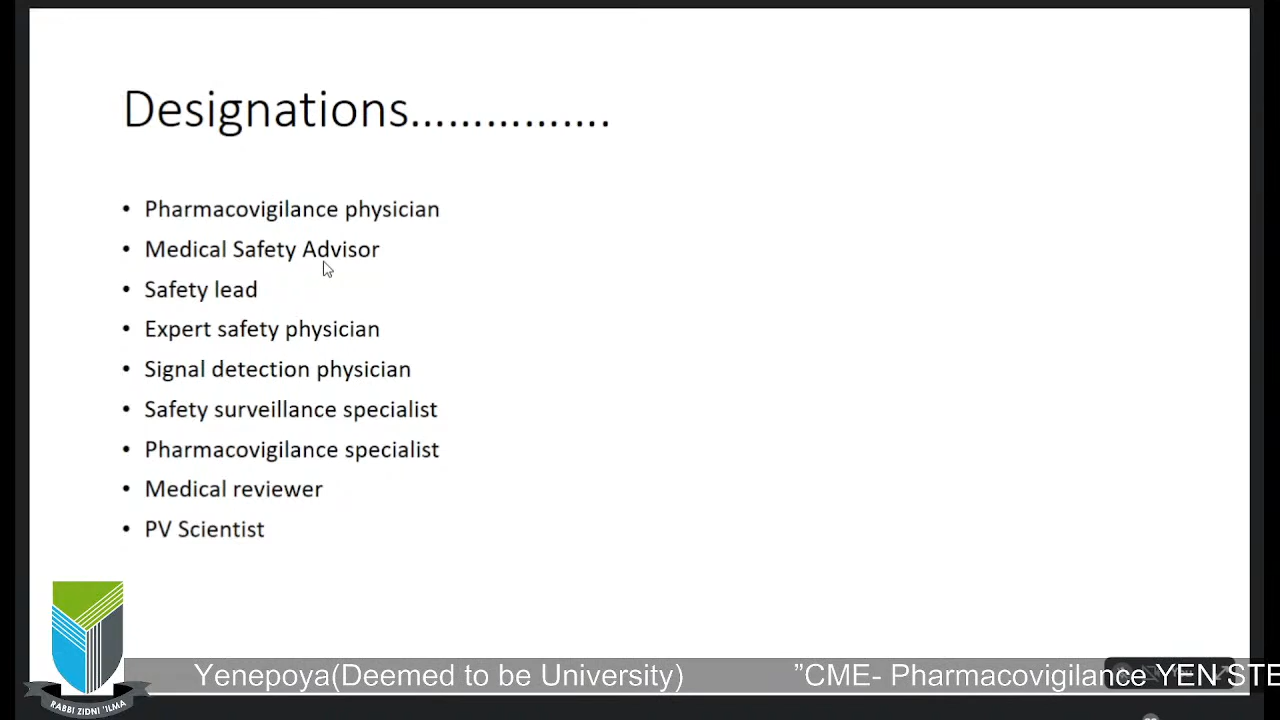 Designations...............
• Pharmacovigilance physician
• Medical Safety Advisor
• Safety lead
• Expert safety physician
• Signal detection physician
• Safety surveillance specialist
• Pharmacovigilance specialist
• Medical reviewer
• PV Scientist
RABBI ZIDNI 'ILMA
Yenepoya(Deemed to be University) ”CME- Pharmacovigilance YEN STE